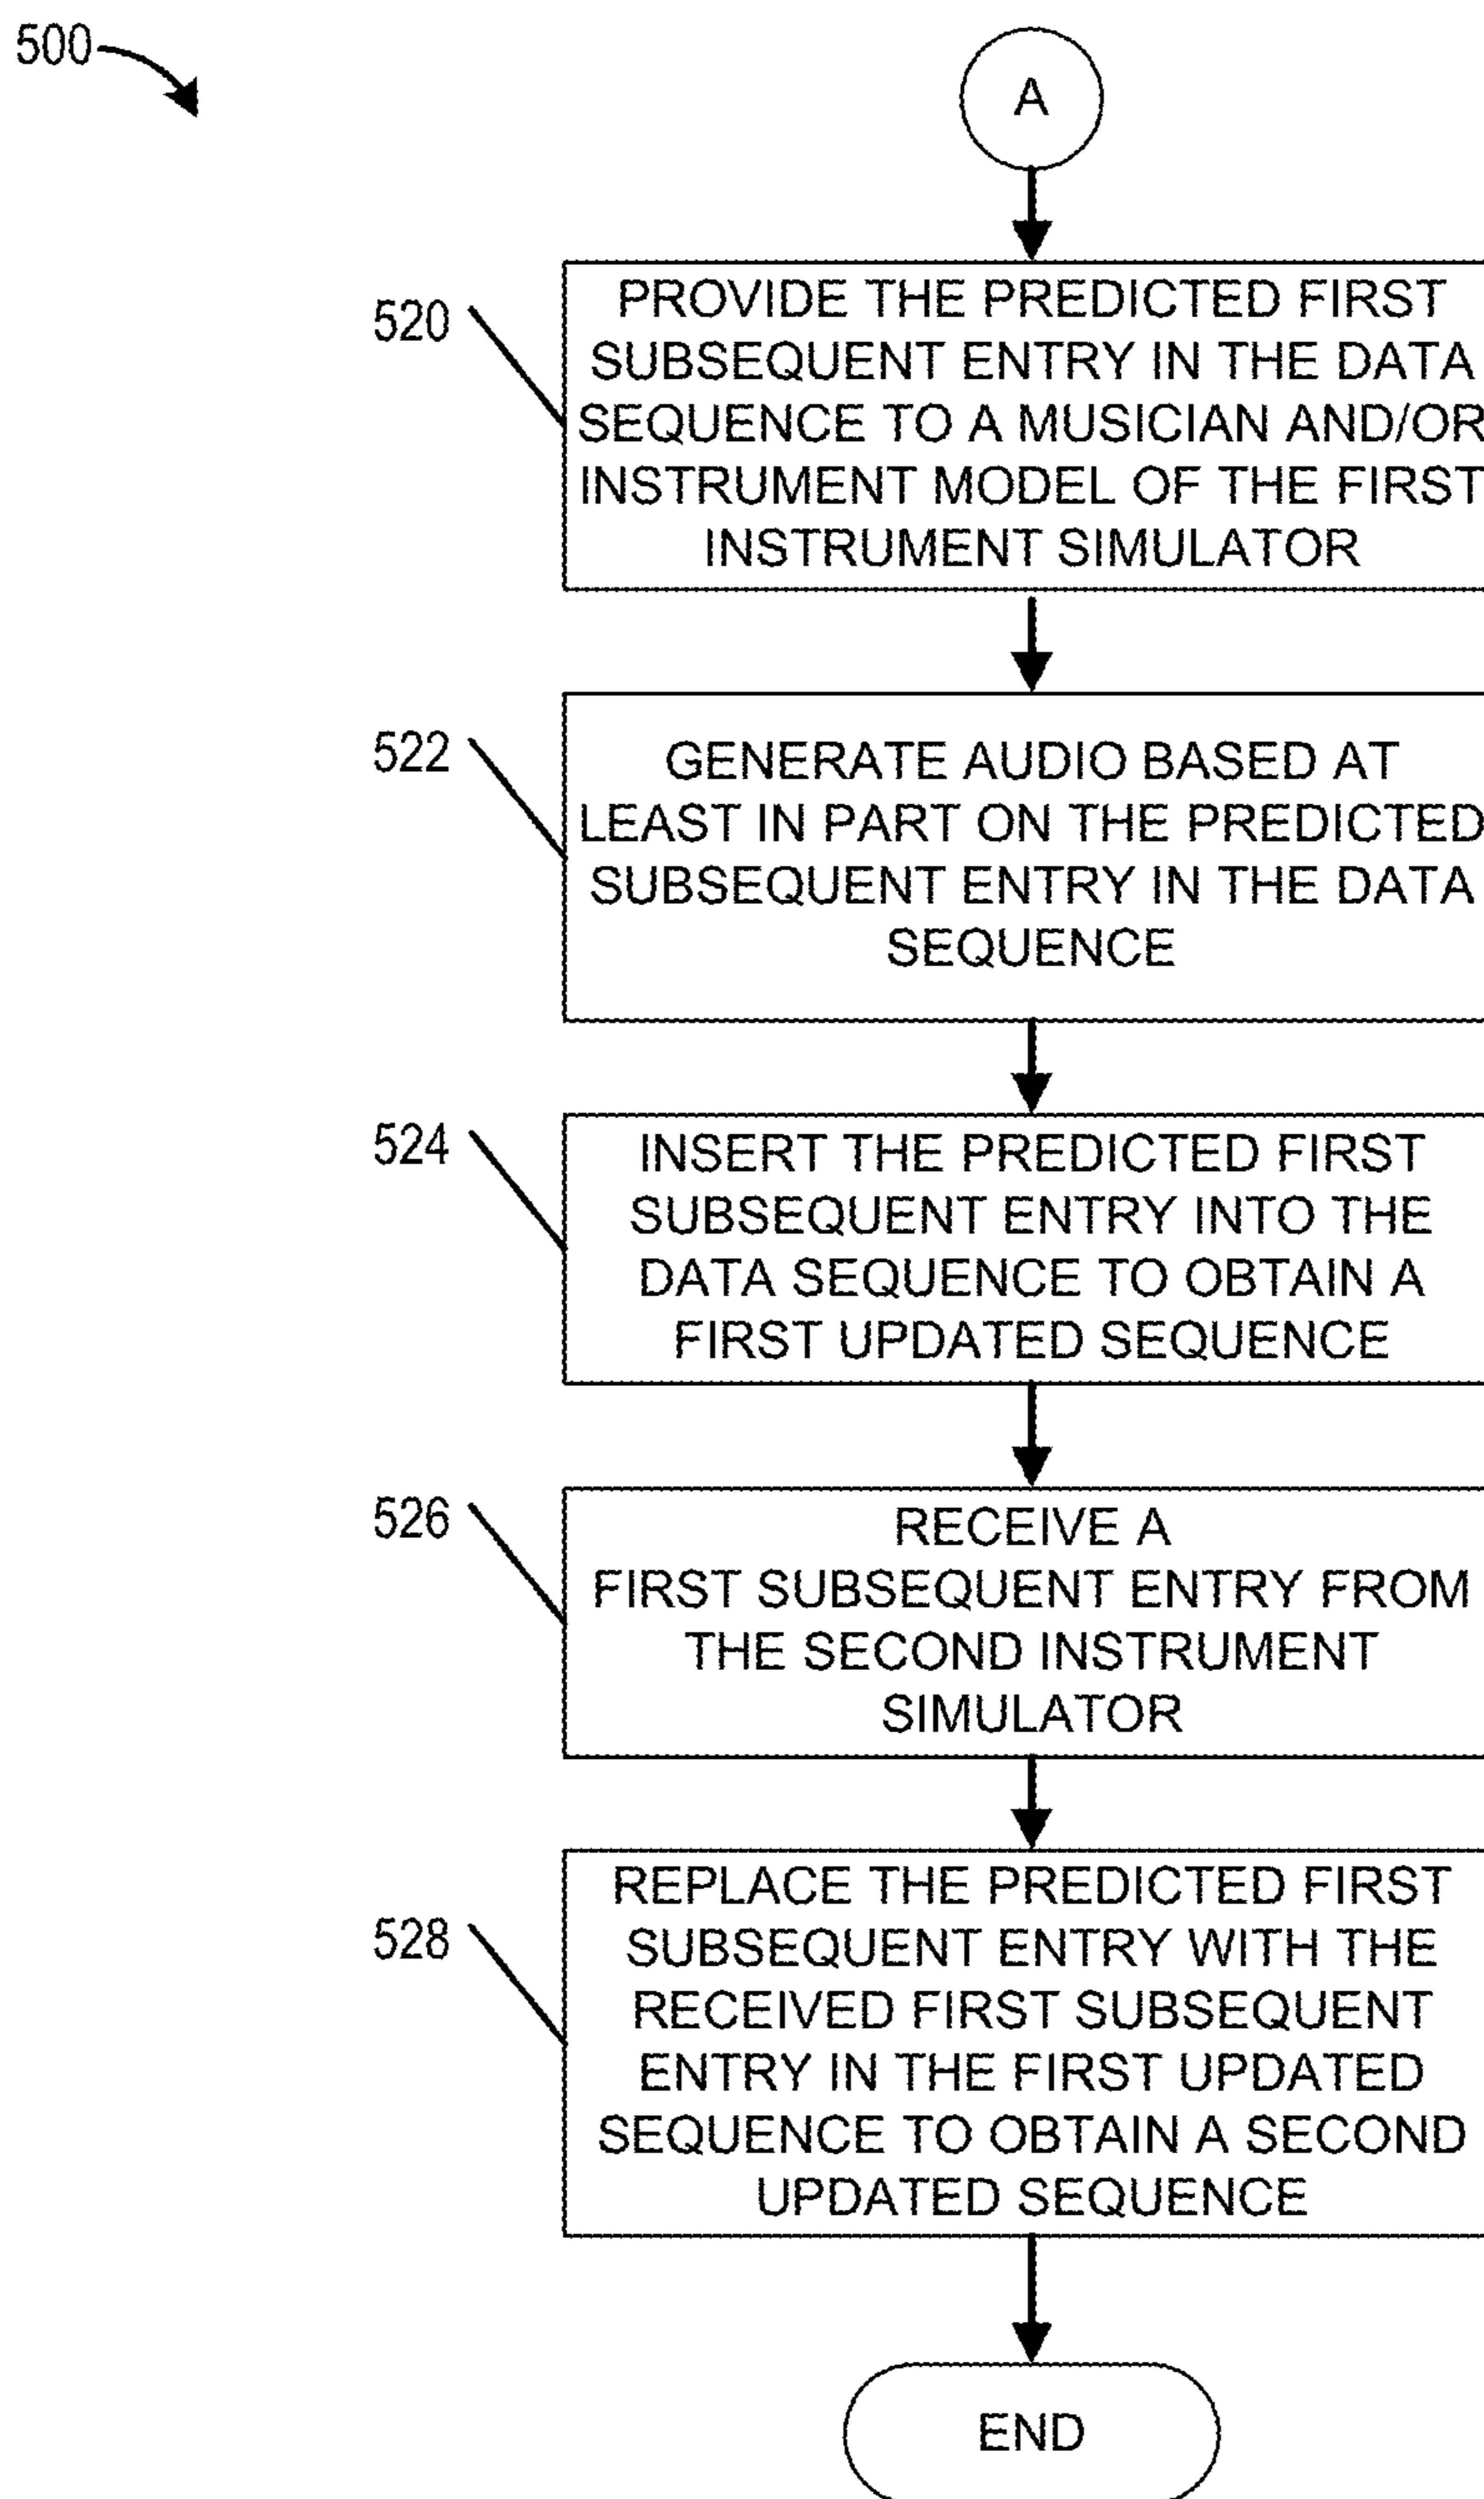 500
A
520
PROVIDE THE PREDICTED FIRST
SUBSEQUENT ENTRY IN THE DATA
SEQUENCE TO A MUSICIAN AND/OR
INSTRUMENT MODEL OF THE FIRST
INSTRUMENT SIMULATOR
522
GENERATE AUDIO BASED AT
LEAST IN PART ON THE PREDICTED
SUBSEQUENT ENTRY IN THE DATA
SEQUENCE
524
INSERT THE PREDICTED FIRST
SUBSEQUENT ENTRY INTO THE
DATA SEQUENCE TO OBTAIN A
FIRST UPDATED SEQUENCE
526
RECEIVE A
FIRST SUBSEQUENT ENTRY FROM
THE SECOND INSTRUMENT
SIMULATOR
528
REPLACE THE PREDICTED FIRST
SUBSEQUENT ENTRY WITH THE
RECEIVED FIRST SUBSEQUENT
ENTRY IN THE FIRST UPDATED
SEQUENCE TO OBTAIN A SECOND
UPDATED SEQUENCE
END